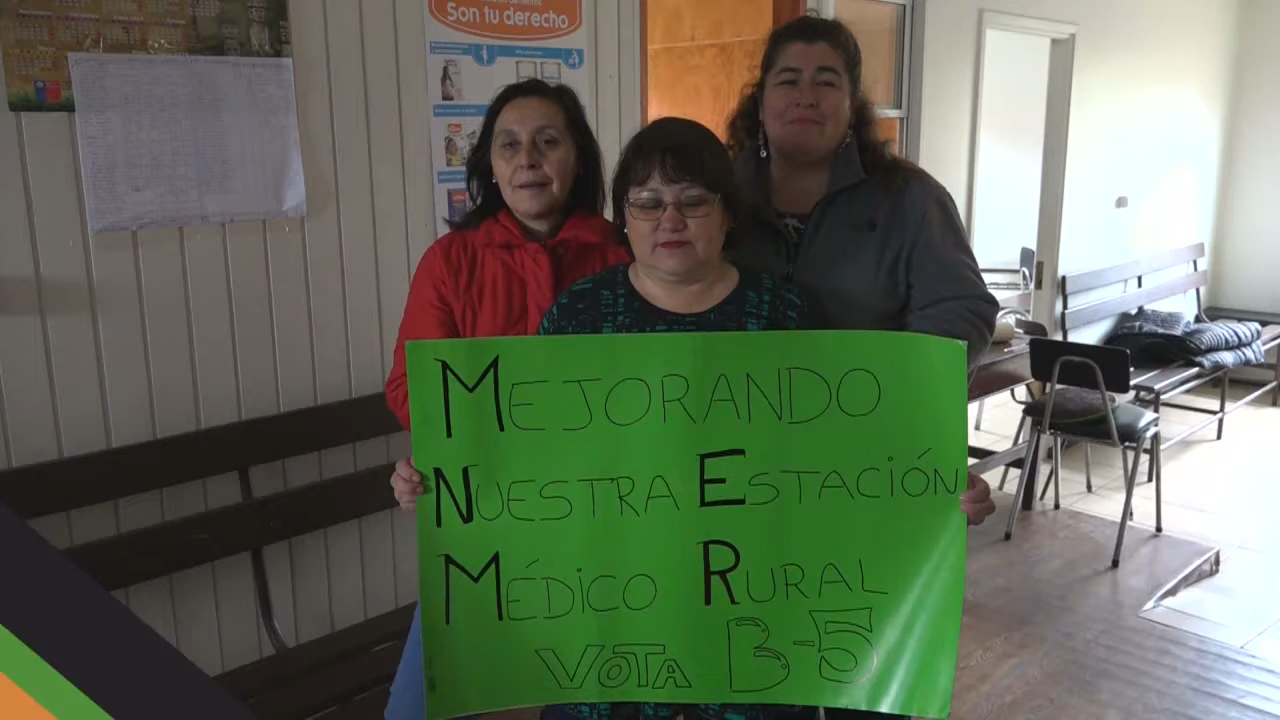 Son tu derecho
MEJORANDO
NUESTRA ESTACIÓN
MÉDICO RURAL
VOTA B-5